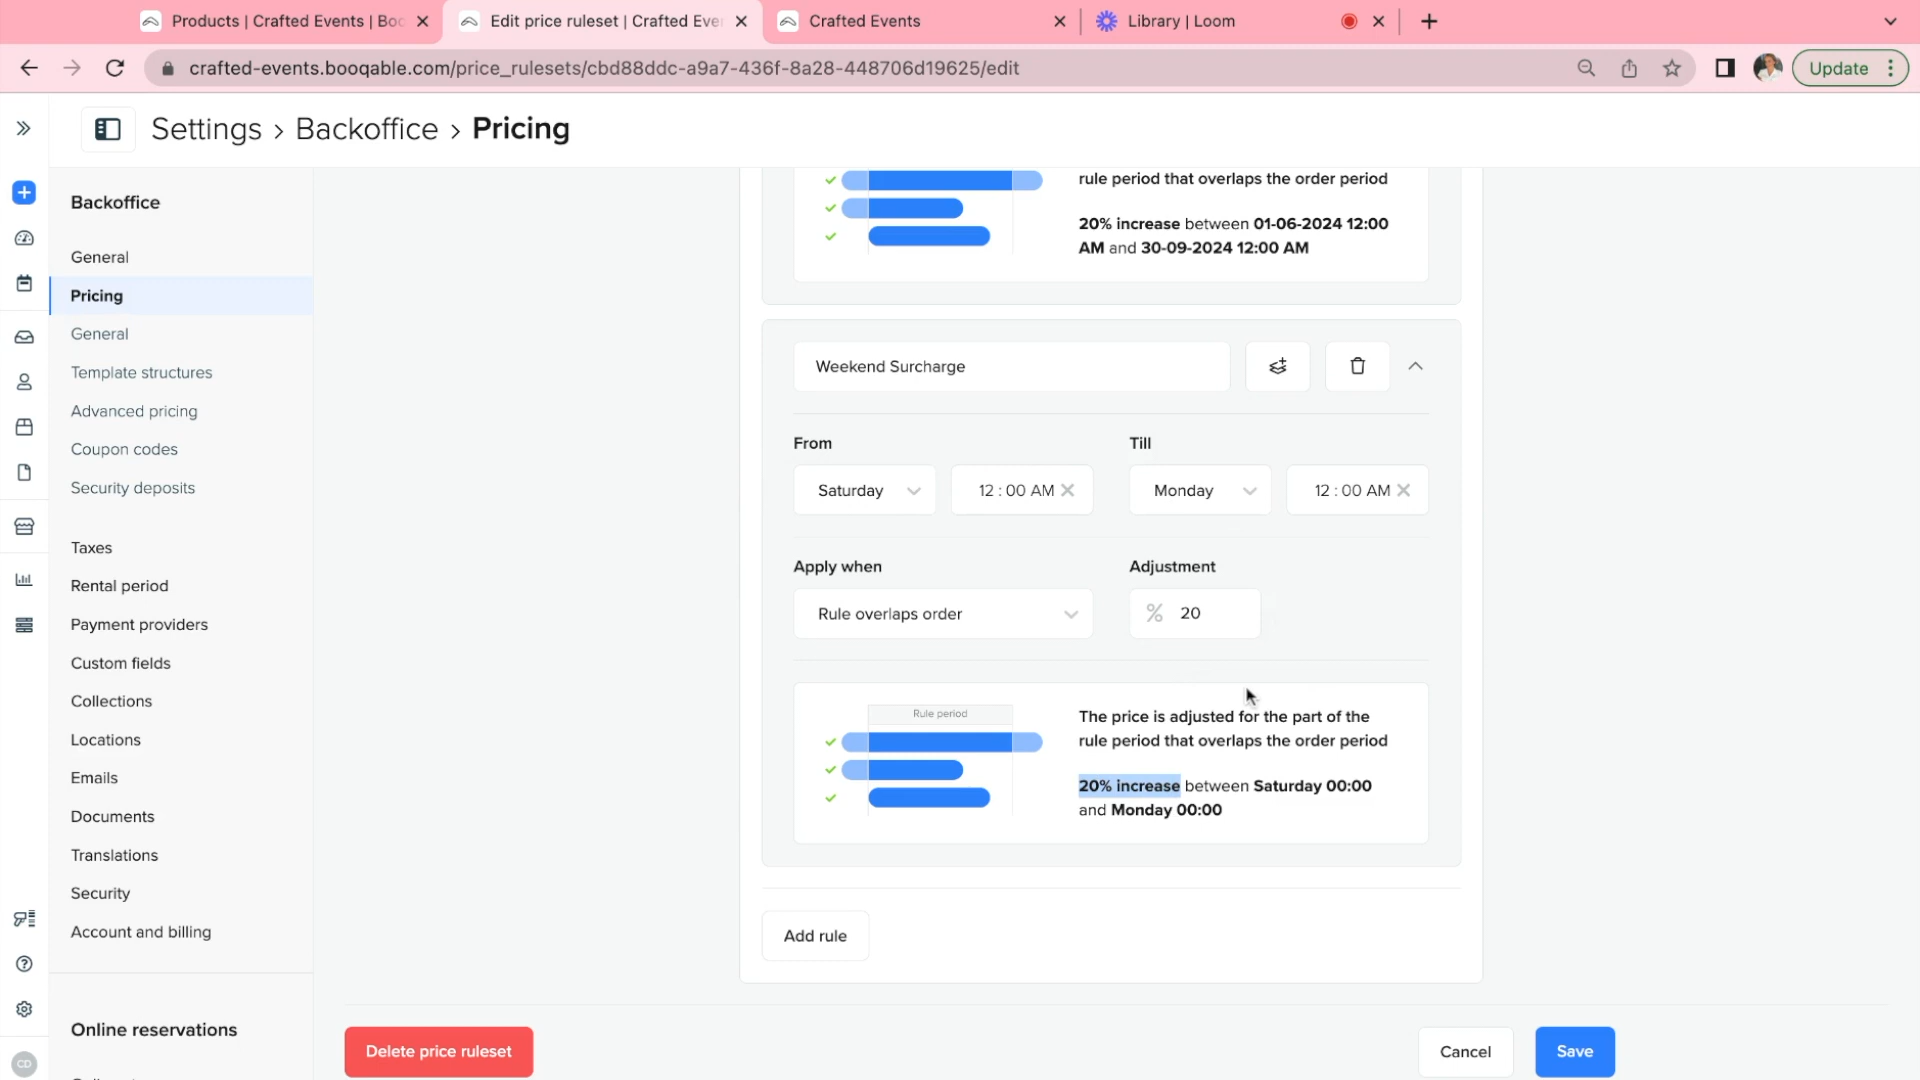 Products | Crafted Events | Boo
Edit price ruleset | Crafted Eve
Crafted Events
Library | Loom
crafted-events.booqable.com/price_rulesets/cbd88ddc-a9a7-436f-8a28-448706d19625/edit
Update
Settings > Backoffice > Pricing
Backoffice
General
Pricing
General
Template structures
Advanced pricing
Coupon codes
Security deposits
Taxes
Rental period
Payment providers
Custom fields
Collections
Locations
Emails
Documents
Translations
Security
Account and billing
Online reservations
CD
rule period that overlaps the order period
20% increase between 01-06-2024 12:00
AM and 30-09-2024 12:00 AM
Weekend Surcharge
From
Till
Saturday
12 : 00 AM
Monday
12 : 00 AM
Apply when
Adjustment
Rule overlaps order
% 20
Rule period
The price is adjusted for the part of the
rule period that overlaps the order period
20% increase between Saturday 00:00
and Monday 00:00
Add rule
Delete price ruleset
Cancel
Save